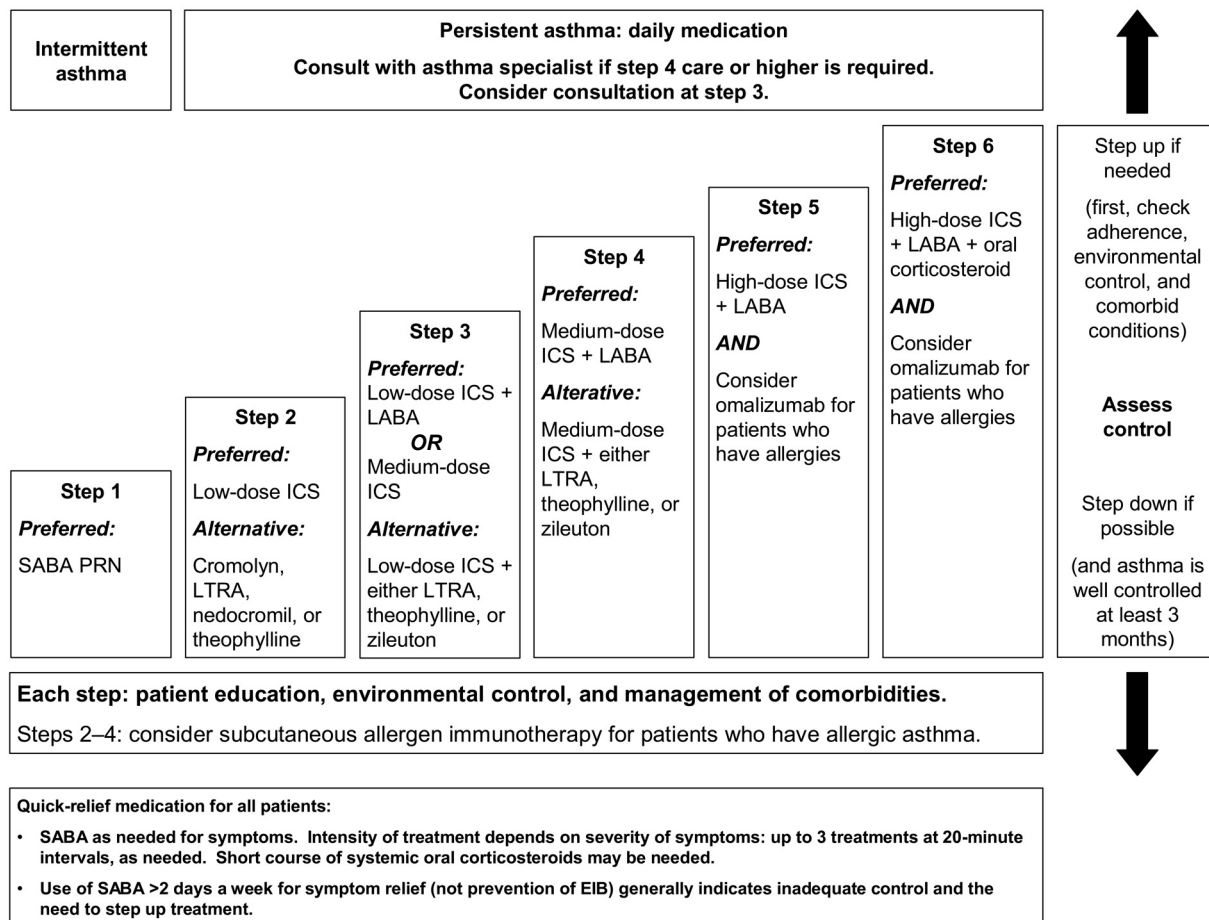 Intermittent
asthma
Persistent asthma: daily medication
Consult with asthma specialist if step 4 care or higher is required.
Consider consultation at step 3.
Step 1
Preferred:
SABA PRN
Step 2
Preferred:
Low-dose ICS
Alternative:
Cromolyn,
LTRA,
nedocromil, or
theophylline
Step 3
Preferred:
Low-dose ICS +
LABA
OR
Medium-dose
ICS
Alternative:
Low-dose ICS +
either LTRA,
theophylline, or
zileuton
Step 4
Preferred:
Medium-dose
ICS + LABA
Alterative:
Medium-dose
ICS + either
LTRA,
theophylline, or
zileuton
Step 5
Preferred:
High-dose ICS
+ LABA
AND
Consider
omalizumab for
patients who
have allergies
Step 6
Preferred:
High-dose ICS
+ LABA + oral
corticosteroid
AND
Consider
omalizumab for
patients who
have allergies
Step up if
needed
(first, check
adherence,
environmental
control, and
comorbid
conditions)
Assess
control
Step down if
possible
(and asthma is
well controlled
at least 3
months)
Each step: patient education, environmental control, and management of comorbidities.
Steps 2–4: consider subcutaneous allergen immunotherapy for patients who have allergic asthma.
Quick-relief medication for all patients:
• SABA as needed for symptoms. Intensity of treatment depends on severity of symptoms: up to 3 treatments at 20-minute
intervals, as needed. Short course of systemic oral corticosteroids may be needed.
• Use of SABA >2 days a week for symptom relief (not prevention of EIB) generally indicates inadequate control and the
need to step up treatment.